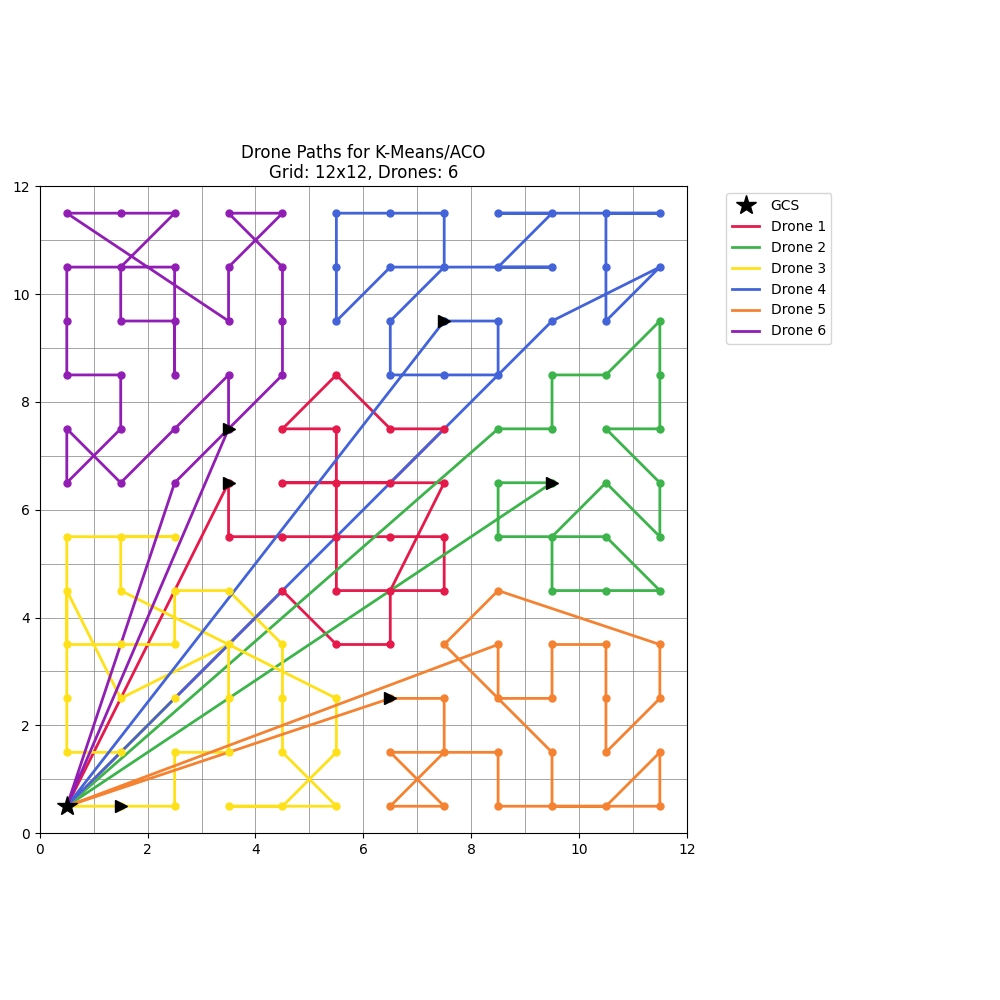 Drone Paths for K-Means/ACO
Grid: 12x12, Drones: 6
12
10
8
6
4
2
0
0 2 4 6 8 10 12
GCS
Drone 1
Drone 2
Drone 3
Drone 4
Drone 5
Drone 6